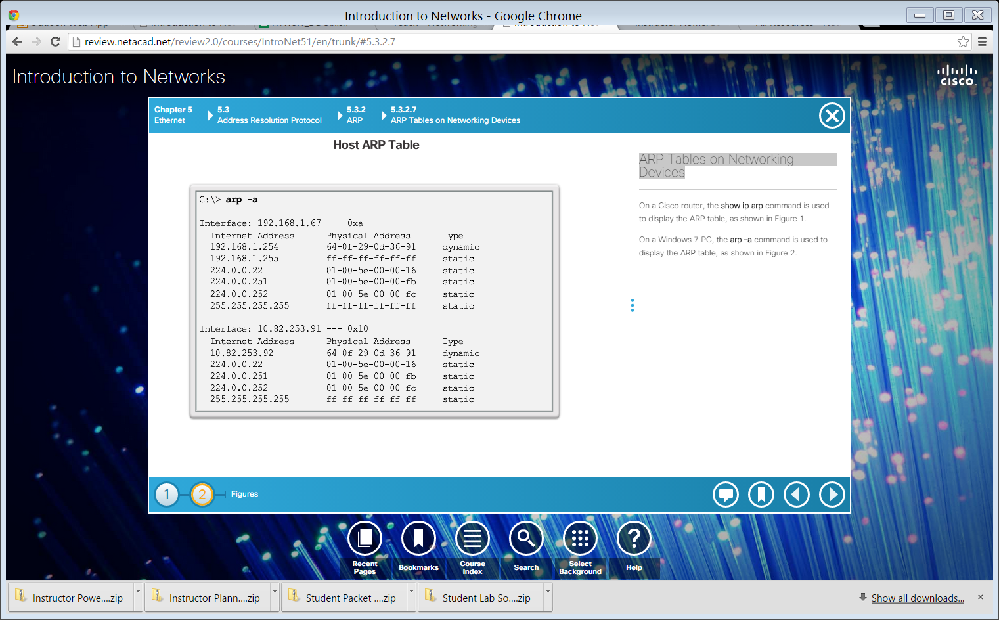 Introduction to Networks - Google Chrome
review.netacad.net/review2.0/courses/IntroNet51/en/trunk/#5.3.2.7
Introduction to Networks
CISCO
Chapter 5
Ethernet
5.3
Address Resolution Protocol
5.3.2
ARP
5.3.2.7
ARP Tables on Networking Devices
Host ARP Table
C:\> arp -a
Interface: 192.168.1.67 --- 0xa
Internet Address Physical Address Type
192.168.1.254 64-0f-29-0d-36-91 dynamic
192.168.1.255 ff-ff-ff-ff-ff-ff static
224.0.0.22 01-00-5e-00-00-16 static
224.0.0.251 01-00-5e-00-00-fb static
224.0.0.252 01-00-5e-00-00-fc static
255.255.255.255 ff-ff-ff-ff-ff-ff static
Interface: 10.82.253.91 --- 0x10
Internet Address Physical Address Type
10.82.253.92 64-0f-29-0d-36-91 dynamic
224.0.0.22 01-00-5e-00-00-16 static
224.0.0.251 01-00-5e-00-00-fb static
224.0.0.252 01-00-5e-00-00-fc static
255.255.255.255 ff-ff-ff-ff-ff-ff static
ARP Tables on Networking
Devices
On a Cisco router, the show ip arp command is used
to display the ARP table, as shown in Figure 1.
On a Windows 7 PC, the arp –a command is used to
display the ARP table, as shown in Figure 2.
1
2
Figures
Recent
Pages
Bookmarks
Course
Index
Search
Select
Background
?
Help
Instructor Powe....zip
Instructor Plann....zip
Student Packet ....zip
Student Lab So....zip
Show all downloads...